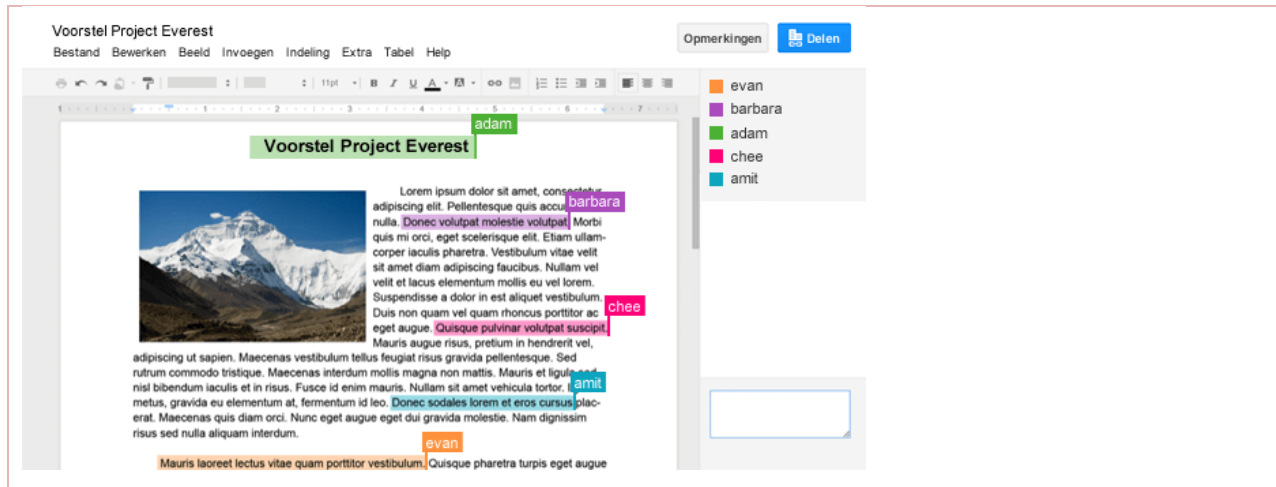 Voorstel Project Everest
Bestand Bewerken Beeld Invoegen Indeling Extra Tabel Help
Opmerkingen
Delen
11pt
B I U A A
1 1 2 3 4 5 6 7
evan
barbara
adam
chee
amit
adam
Voorstel Project Everest
Lorem ipsum dolor sit amet, consectetur
adipiscing elit. Pellentesque quis
barbara
nulla. Donec volutpat molestie volutpat. Morbi
quis mi orci, eget scelerisque elit. Etiam ullam-
corper iaculis pharetra. Vestibulum vitae velit
sit amet diam adipiscing faucibus. Nullam vel
velit et lacus elementum mollis eu vel lorem.
Suspendisse a dolor in est aliquet vestibulum.
chee
Duis non quam vel quam rhoncus porttitor ac
eget augue. Quisque pulvinar volutpat suscipit.
Mauris augue risus, pretium in hendrerit vel,
adipiscing ut sapien. Maecenas vestibulum tellus feugiat risus gravida pellentesque. Sed
rutrum commodo tristique. Maecenas interdum mollis magna non mattis. Mauris et ligula sed
nisl bibendum iaculis et in risus. Fusce id enim mauris. Nullam sit amet vehicula tortor.
amit
metus, gravida eu elementum at, fermentum id leo. Donec sodales lorem et eros cursus plac-
erat. Maecenas quis diam orci. Nunc eget augue eget dui gravida molestie. Nam dignissim
risus sed nulla aliquam interdum.
evan
Mauris laoreet lectus vitae quam porttitor vestibulum. Quisque pharetra turpis eget augue